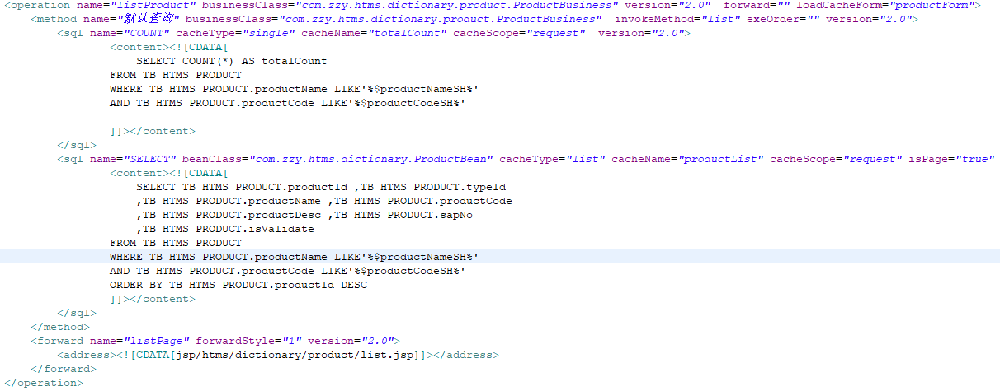 <operation name="listProduct" businessClass="com.zzy.htms.dictionary.product.ProductBusiness" version="2.0"  forward="" loadCacheForm="productForm">
    <method name="默认查询" businessClass="com.zzy.htms.dictionary.product.ProductBusiness"  invokeMethod="list" exeOrder="" version="2.0">
        <sql name="COUNT" cacheType="single" cacheName="totalCount" cacheScope="request"  version="2.0">
                <content><![CDATA[
                    SELECT COUNT(*) AS totalCount
                FROM TB_HTMS_PRODUCT
                WHERE TB_HTMS_PRODUCT.productName LIKE'%$productNameSH%'
                AND TB_HTMS_PRODUCT.productCode LIKE'%$productCodeSH%'
                ]]></content>
        </sql>
        <sql name="SELECT" beanClass="com.zzy.htms.dictionary.ProductBean" cacheType="list" cacheName="productList" cacheScope="request" isPage="true"
                <content><![CDATA[
                    SELECT TB_HTMS_PRODUCT.productId ,TB_HTMS_PRODUCT.typeId
                    ,TB_HTMS_PRODUCT.productName ,TB_HTMS_PRODUCT.productCode
                    ,TB_HTMS_PRODUCT.productDesc ,TB_HTMS_PRODUCT.sapNo
                    ,TB_HTMS_PRODUCT.isValidate
                FROM TB_HTMS_PRODUCT
                WHERE TB_HTMS_PRODUCT.productName LIKE'%$productNameSH%'
                AND TB_HTMS_PRODUCT.productCode LIKE'%$productCodeSH%'
                ORDER BY TB_HTMS_PRODUCT.productId DESC
                ]]></content>
        </sql>
    </method>
    <forward name="listPage" forwardStyle="1" version="2.0">
        <address><![CDATA[jsp/htms/dictionary/product/list.jsp]]></address>
    </forward>
</operation>